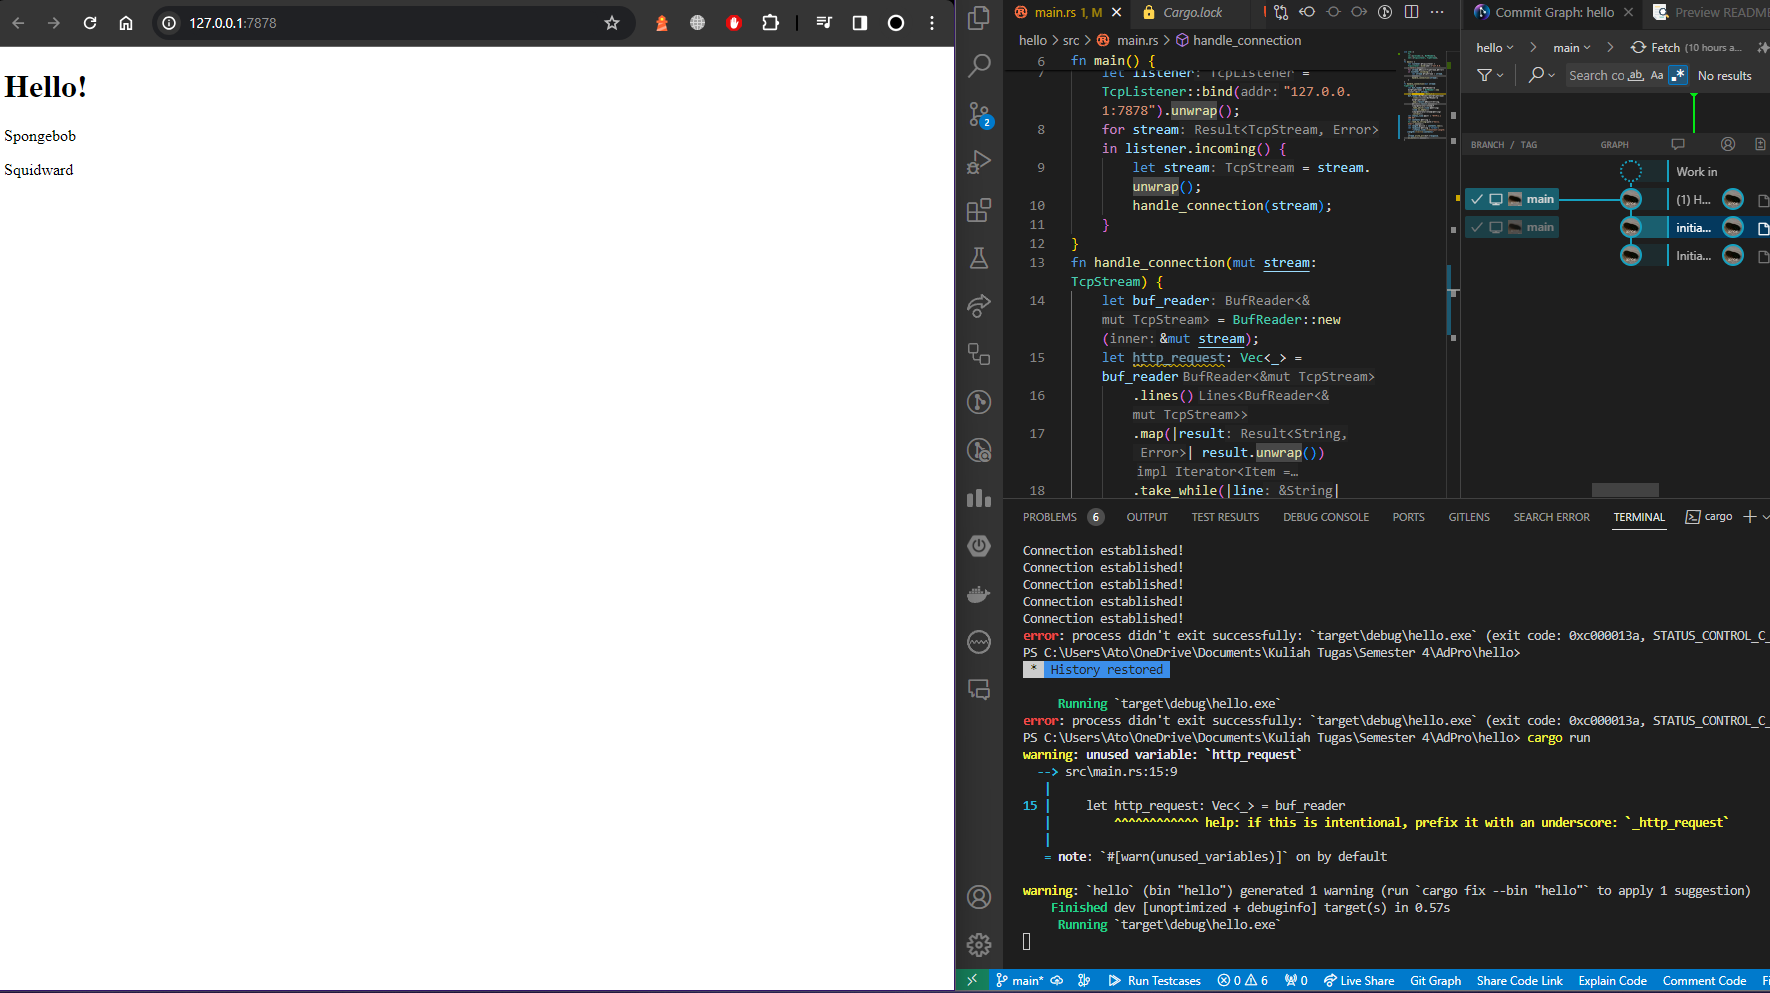 127.0.0.1:7878
Hello!
Spongebob
Squidward
main.rs 1, M
Cargo.lock
Commit Graph: hello
Preview README
hello > src > main.rs > handle_connection
hello
main
Fetch (10 hours a...
Search co
ab, Aa .*
No results
BRANCH / TAG
GRAPH
Work in
main
(1) H...
main
initia...
Initia...
2
6 fn main() {
7 let listener: TcpListener =
TcpListener::bind(addr: "127.0.0.
1:7878").unwrap();
8 for stream: Result<TcpStream, Error>
in listener.incoming() {
9 let stream: TcpStream = stream.
unwrap();
10 handle_connection(stream);
11 }
12 }
13 fn handle_connection(mut stream:
TcpStream) {
14 let buf_reader: BufReader<&
mut TcpStream> = BufReader::new
(inner: &mut stream);
15 let http_request: Vec<_> =
buf_reader BufReader<&mut TcpStream>
16 .lines() Lines<BufReader<&
mut TcpStream>>
17 .map(|result: Result<String,
Error>| result.unwrap())
impl Iterator<Item =…
18 .take_while(|line: &String|
PROBLEMS 6 OUTPUT TEST RESULTS DEBUG CONSOLE PORTS GITLENS SEARCH ERROR TERMINAL cargo
Connection established!
Connection established!
Connection established!
Connection established!
Connection established!
error: process didn't exit successfully: `target\debug\hello.exe` (exit code: 0xc000013a, STATUS_CONTROL_C_
PS C:\Users\Ato\OneDrive\Documents\Kuliah Tugas\Semester 4\AdPro\hello>
* History restored
Running `target\debug\hello.exe`
error: process didn't exit successfully: `target\debug\hello.exe` (exit code: 0xc000013a, STATUS_CONTROL_C_
PS C:\Users\Ato\OneDrive\Documents\Kuliah Tugas\Semester 4\AdPro\hello> cargo run
warning: unused variable: `http_request`
--> src\main.rs:15:9
|
15 | let http_request: Vec<_> = buf_reader
| ^^^^^^^^^^^^ help: if this is intentional, prefix it with an underscore: `_http_request`
|
= note: `#[warn(unused_variables)]` on by default
warning: `hello` (bin "hello") generated 1 warning (run `cargo fix --bin "hello"` to apply 1 suggestion)
Finished dev [unoptimized + debuginfo] target(s) in 0.57s
Running `target\debug\hello.exe`
main* Run Testcases 0 6 0 Live Share Git Graph Share Code Link Explain Code Comment Code Fi